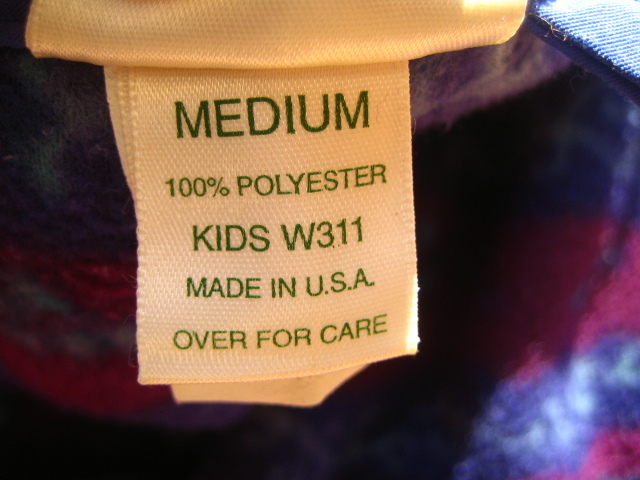 MEDIUM
100% POLYESTER
KIDS W311
MADE IN U.S.A.
OVER FOR CARE